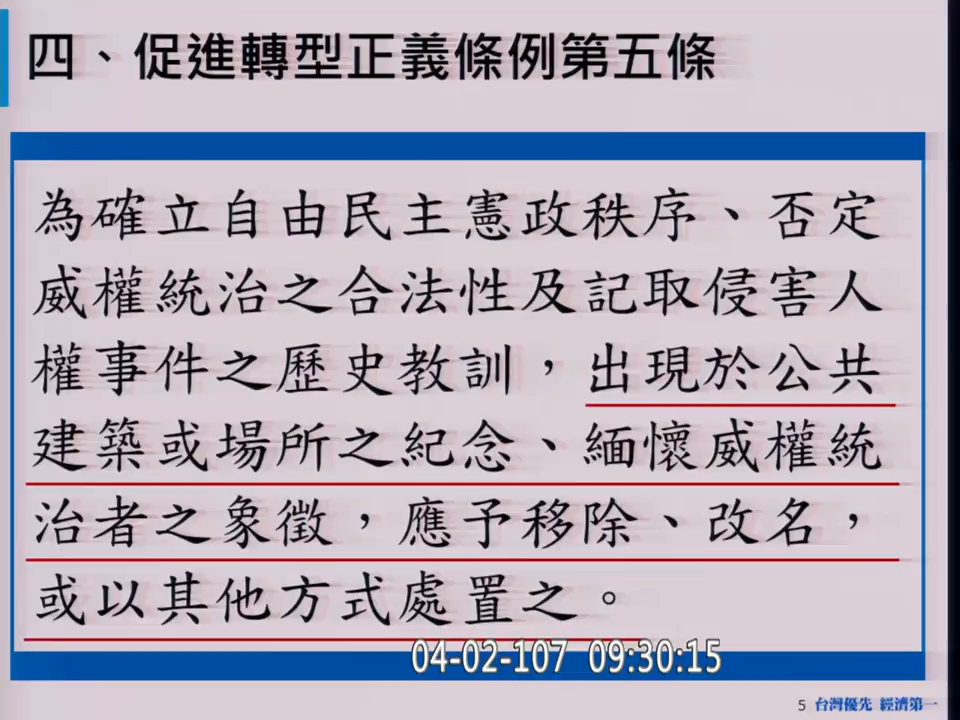 四、促進轉型正義條例第五條
為確立自由民主憲政秩序、否定
威權統治之合法性及記取侵害人
權事件之歷史教訓，出現於公共
建築或場所之紀念、緬懷威權統
治者之象徵，應予移除、改名，
或以其他方式處置之。
04-02-107 09:30:15
5 台灣優先 經濟第一